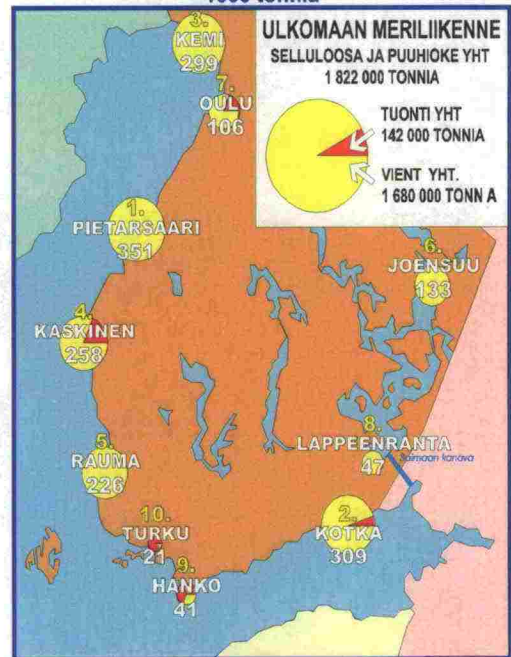 ULKOMAAN MERILIIKENNE
SELLULOOSA JA PUUHIOKE YHT
1 822 000 TONNIA
TUONTI YHT
142 000 TONNIA
VIENT YHT.
1 680 000 TONN A
3.
KEMI
299
7.
OULU
106
1.
PIETARSAARI
351
6.
JOENSUU
133
4.
KASKINEN
258
8.
LAPPEENRANTA
47
Saimaan kanava
5.
RAUMA
226
2.
KOTKA
309
10.
TURKU
21
9.
HANKO
41